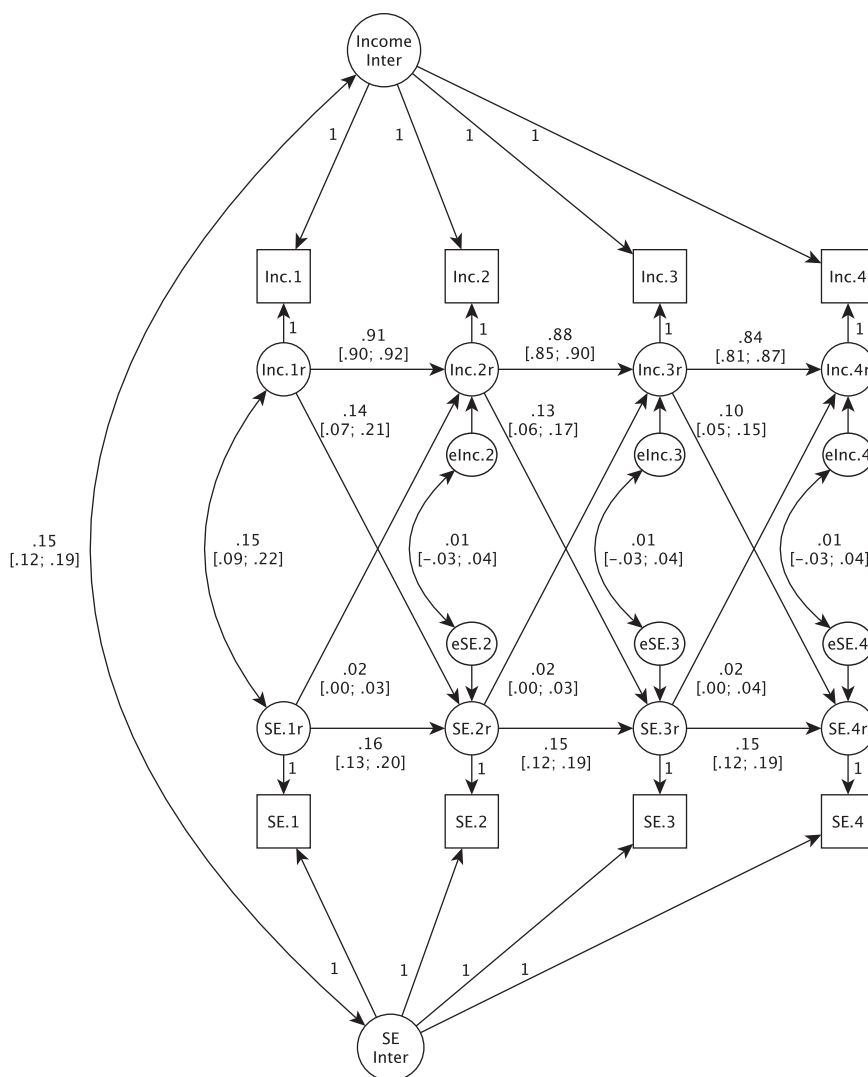 Income
Inter
1 1 1 1
Inc.1 Inc.2 Inc.3 Inc.4
1 1 1 1
.91
[.90; .92]
.88
[.85; .90]
.84
[.81; .87]
Inc.1r Inc.2r Inc.3r Inc.4r
.14
[.07; .21]
.13
[.06; .17]
.10
[.05; .15]
eInc.2 eInc.3 eInc.4
.15
[.12; .19]
.15
[.09; .22]
.01
[–.03; .04]
.01
[–.03; .04]
.01
[–.03; .04]
eSE.2 eSE.3 eSE.4
.02
[.00; .03]
.02
[.00; .03]
.02
[.00; .04]
SE.1r SE.2r SE.3r SE.4r
.16
[.13; .20]
.15
[.12; .19]
.15
[.12; .19]
1 1 1 1
SE.1 SE.2 SE.3 SE.4
1 1 1 1
SE
Inter